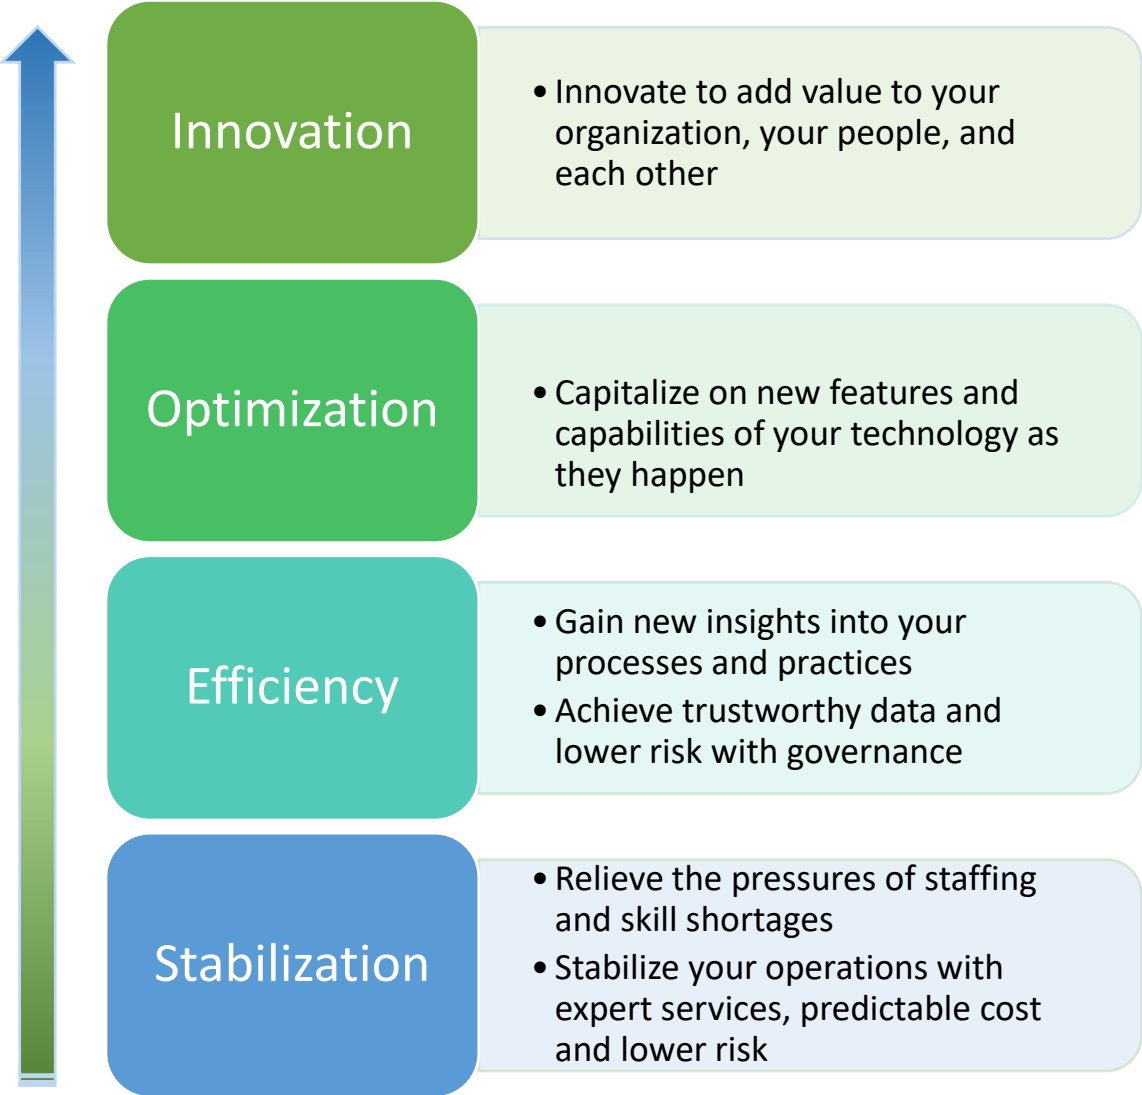 Innovation
• Innovate to add value to your
organization, your people, and
each other
Optimization
• Capitalize on new features and
capabilities of your technology as
they happen
Efficiency
• Gain new insights into your
processes and practices
• Achieve trustworthy data and
lower risk with governance
Stabilization
• Relieve the pressures of staffing
and skill shortages
• Stabilize your operations with
expert services, predictable cost
and lower risk